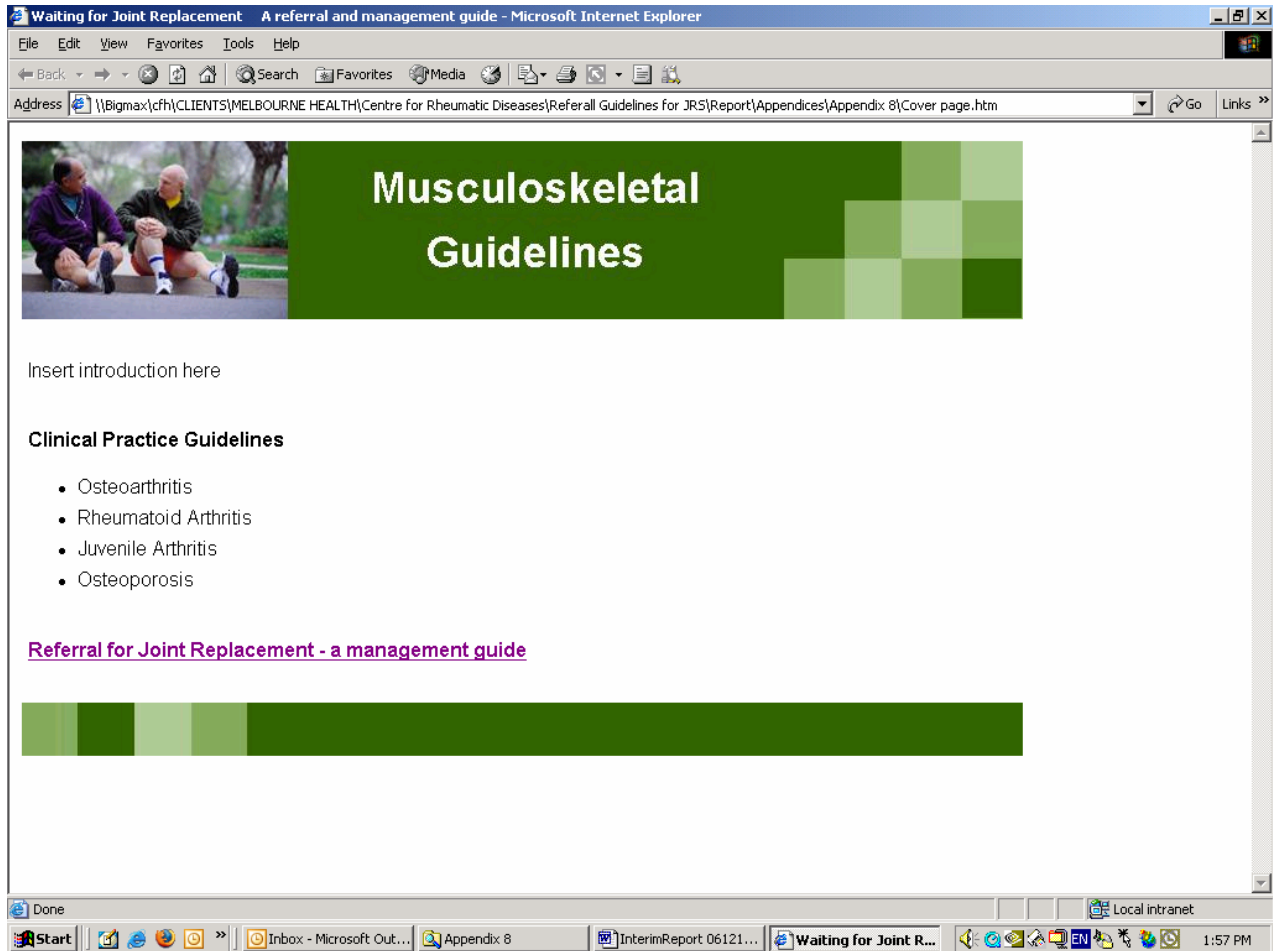 Waiting for Joint Replacement    A referral and management guide - Microsoft Internet Explorer
File Edit View Favorites Tools Help
Back Search Favorites Media
Address \\Bigmax\cfh\CLIENTS\MELBOURNE HEALTH\Centre for Rheumatic Diseases\Referall Guidelines for JRS\Report\Appendices\Appendix 8\Cover page.htm Go Links »
Musculoskeletal
Guidelines
Insert introduction here
Clinical Practice Guidelines
• Osteoarthritis
• Rheumatoid Arthritis
• Juvenile Arthritis
• Osteoporosis
Referral for Joint Replacement - a management guide
Done Local intranet
Start » Inbox - Microsoft Out... Appendix 8 InterimReport 06121... Waiting for Joint R... EN 1:57 PM